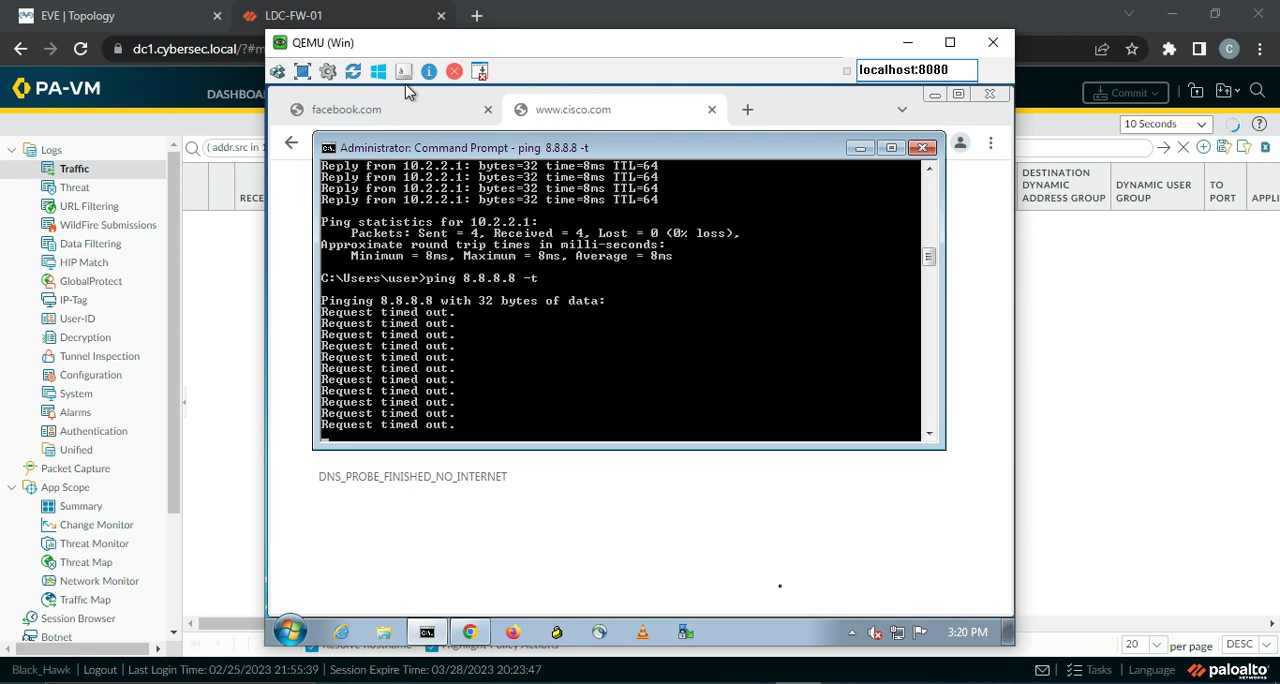 EVE | Topology
LDC-FW-01
dc1.cybersec.local/?#m
QEMU (Win)
localhost:8080
PA-VM
DASHBOA
Commit
10 Seconds
facebook.com
www.cisco.com
( addr.src in 1
Administrator: Command Prompt - ping 8.8.8.8 -t
Reply from 10.2.2.1: bytes=32 time=8ms TTL=64
Reply from 10.2.2.1: bytes=32 time=8ms TTL=64
Reply from 10.2.2.1: bytes=32 time=8ms TTL=64
Reply from 10.2.2.1: bytes=32 time=8ms TTL=64
Ping statistics for 10.2.2.1:
Packets: Sent = 4, Received = 4, Lost = 0 (0% loss),
Approximate round trip times in milli-seconds:
Minimum = 8ms, Maximum = 8ms, Average = 8ms
C:\Users\user>ping 8.8.8.8 -t
Pinging 8.8.8.8 with 32 bytes of data:
Request timed out.
Request timed out.
Request timed out.
Request timed out.
Request timed out.
Request timed out.
Request timed out.
Request timed out.
Request timed out.
Request timed out.
Request timed out.
DNS_PROBE_FINISHED_NO_INTERNET
3:20 PM
RECE
DESTINATION DYNAMIC ADDRESS GROUP
DYNAMIC USER GROUP
TO PORT
APPLI
Logs
Traffic
Threat
URL Filtering
WildFire Submissions
Data Filtering
HIP Match
GlobalProtect
IP-Tag
User-ID
Decryption
Tunnel Inspection
Configuration
System
Alarms
Authentication
Unified
Packet Capture
App Scope
Summary
Change Monitor
Threat Monitor
Threat Map
Network Monitor
Traffic Map
Session Browser
Botnet
20 per page DESC
Black_Hawk | Logout | Last Login Time: 02/25/2023 21:55:39 | Session Expire Time: 03/28/2023 20:23:47
Tasks | Language
paloalto
NETWORKS